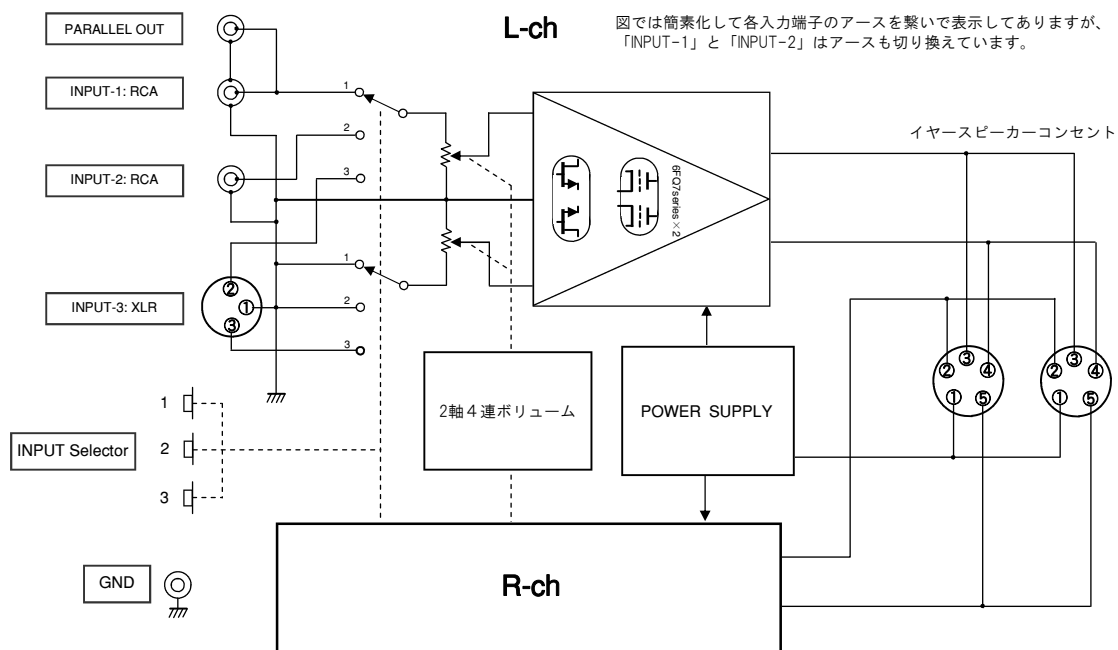 PARALLEL OUT
L-ch
図では簡素化して各入力端子のアースを繋いで表示してありますが、
「INPUT-1」と「INPUT-2」はアースも切り換えています。
INPUT-1: RCA
1
2
3
INPUT-2: RCA
6FQ7series×2
イヤースピーカーコンセント
INPUT-3: XLR
②
①
③
1
2
3
2軸4連ボリューム
POWER SUPPLY
②
③
④
①
⑤
②
③
④
①
⑤
INPUT Selector
1
2
3
GND
R-ch